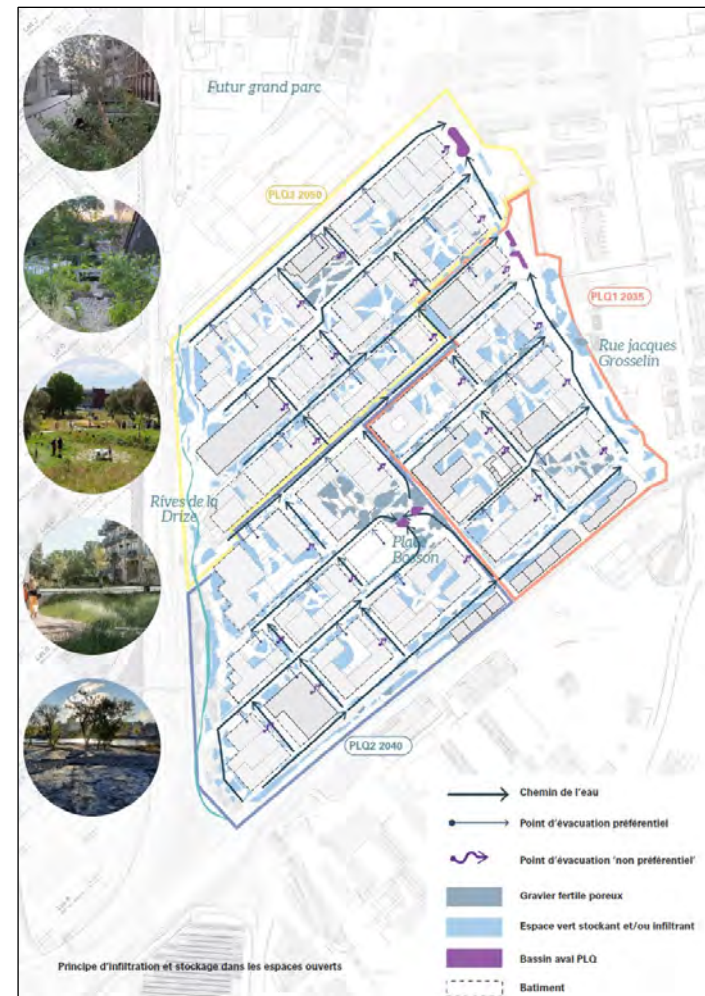 Futur grand parc
PLQ3 2050
PLQ1 2035
Rue jacques
Grosselin
Rives de la
Drize
Place
Bosson
PLQ2 2040
Chemin de l'eau
Point d'évacuation préférentiel
Point d'évacuation 'non préférentiel'
Gravier fertile poreux
Espace vert stockant et/ou infiltrant
Bassin aval PLQ
Batiment
Principe d'infiltration et stockage dans les espaces ouverts